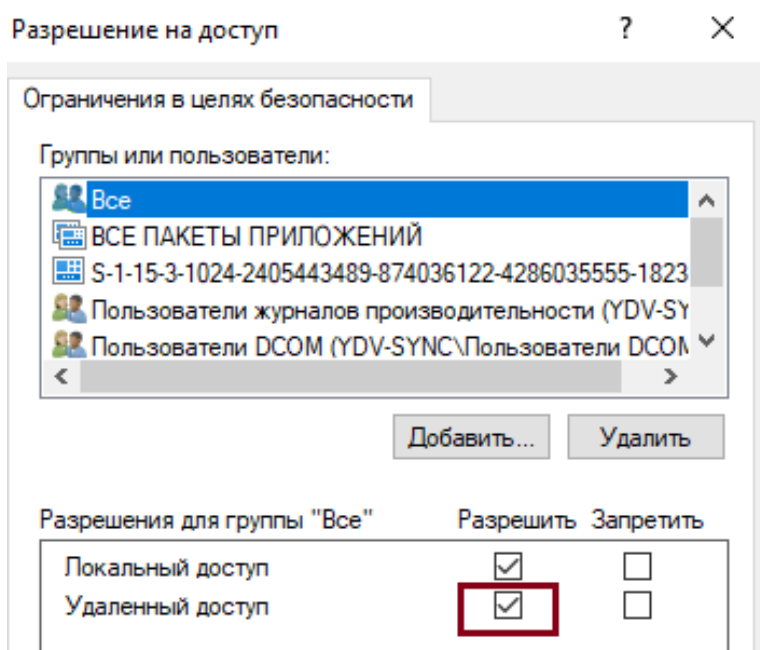 Разрешение на доступ ?
Ограничения в целях безопасности
Группы или пользователи:
Все
ВСЕ ПАКЕТЫ ПРИЛОЖЕНИЙ
S-1-15-3-1024-2405443489-874036122-4286035555-1823
Пользователи журналов производительности (YDV-SY
Пользователи DCOM (YDV-SYNC\Пользователи DCOM
Добавить... Удалить
Разрешения для группы "Все" Разрешить Запретить
Локальный доступ
Удаленный доступ